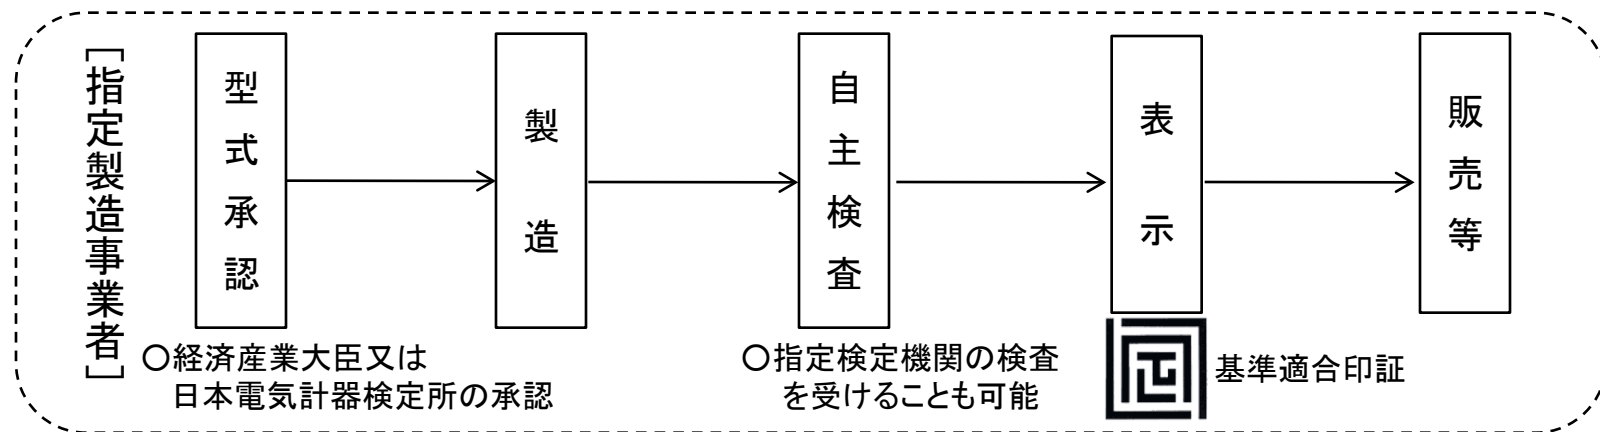 [指定製造事業者]
型式承認
製造
自主検査
表示
販売等
〇経済産業大臣又は
日本電気計器検定所の承認
〇指定検定機関の検査
を受けることも可能
基準適合印証